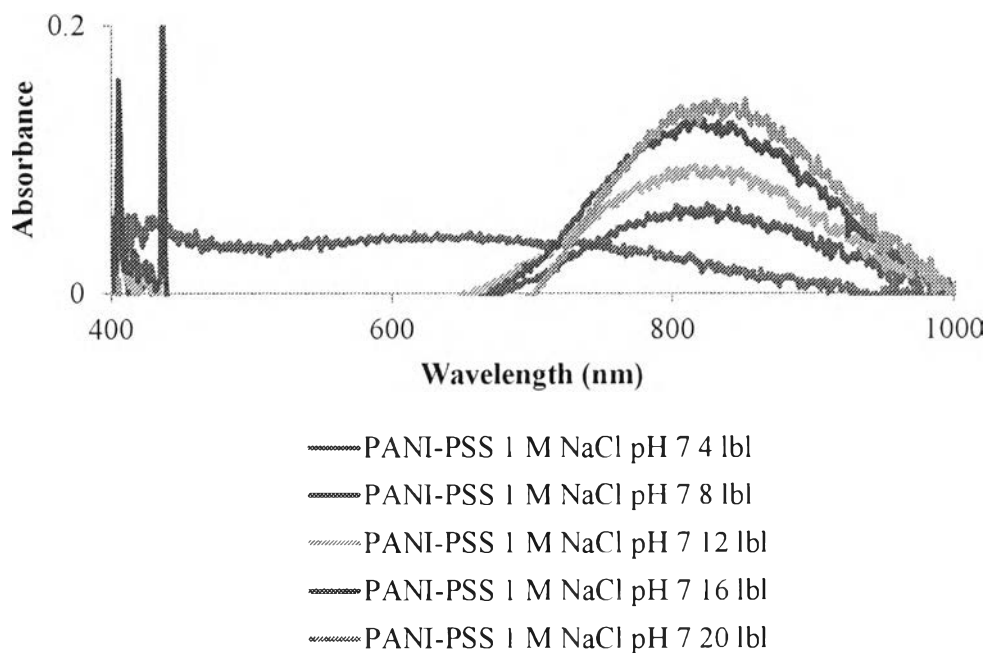 0.2
Absorbance
0
400
600
800
1000
Wavelength (nm)
PANI-PSS 1 M NaCl pH 7 4 lbl
PANI-PSS 1 M NaCl pH 7 8 lbl
PANI-PSS 1 M NaCl pH 7 12 lbl
PANI-PSS 1 M NaCl pH 7 16 lbl
PANI-PSS 1 M NaCl pH 7 20 lbl